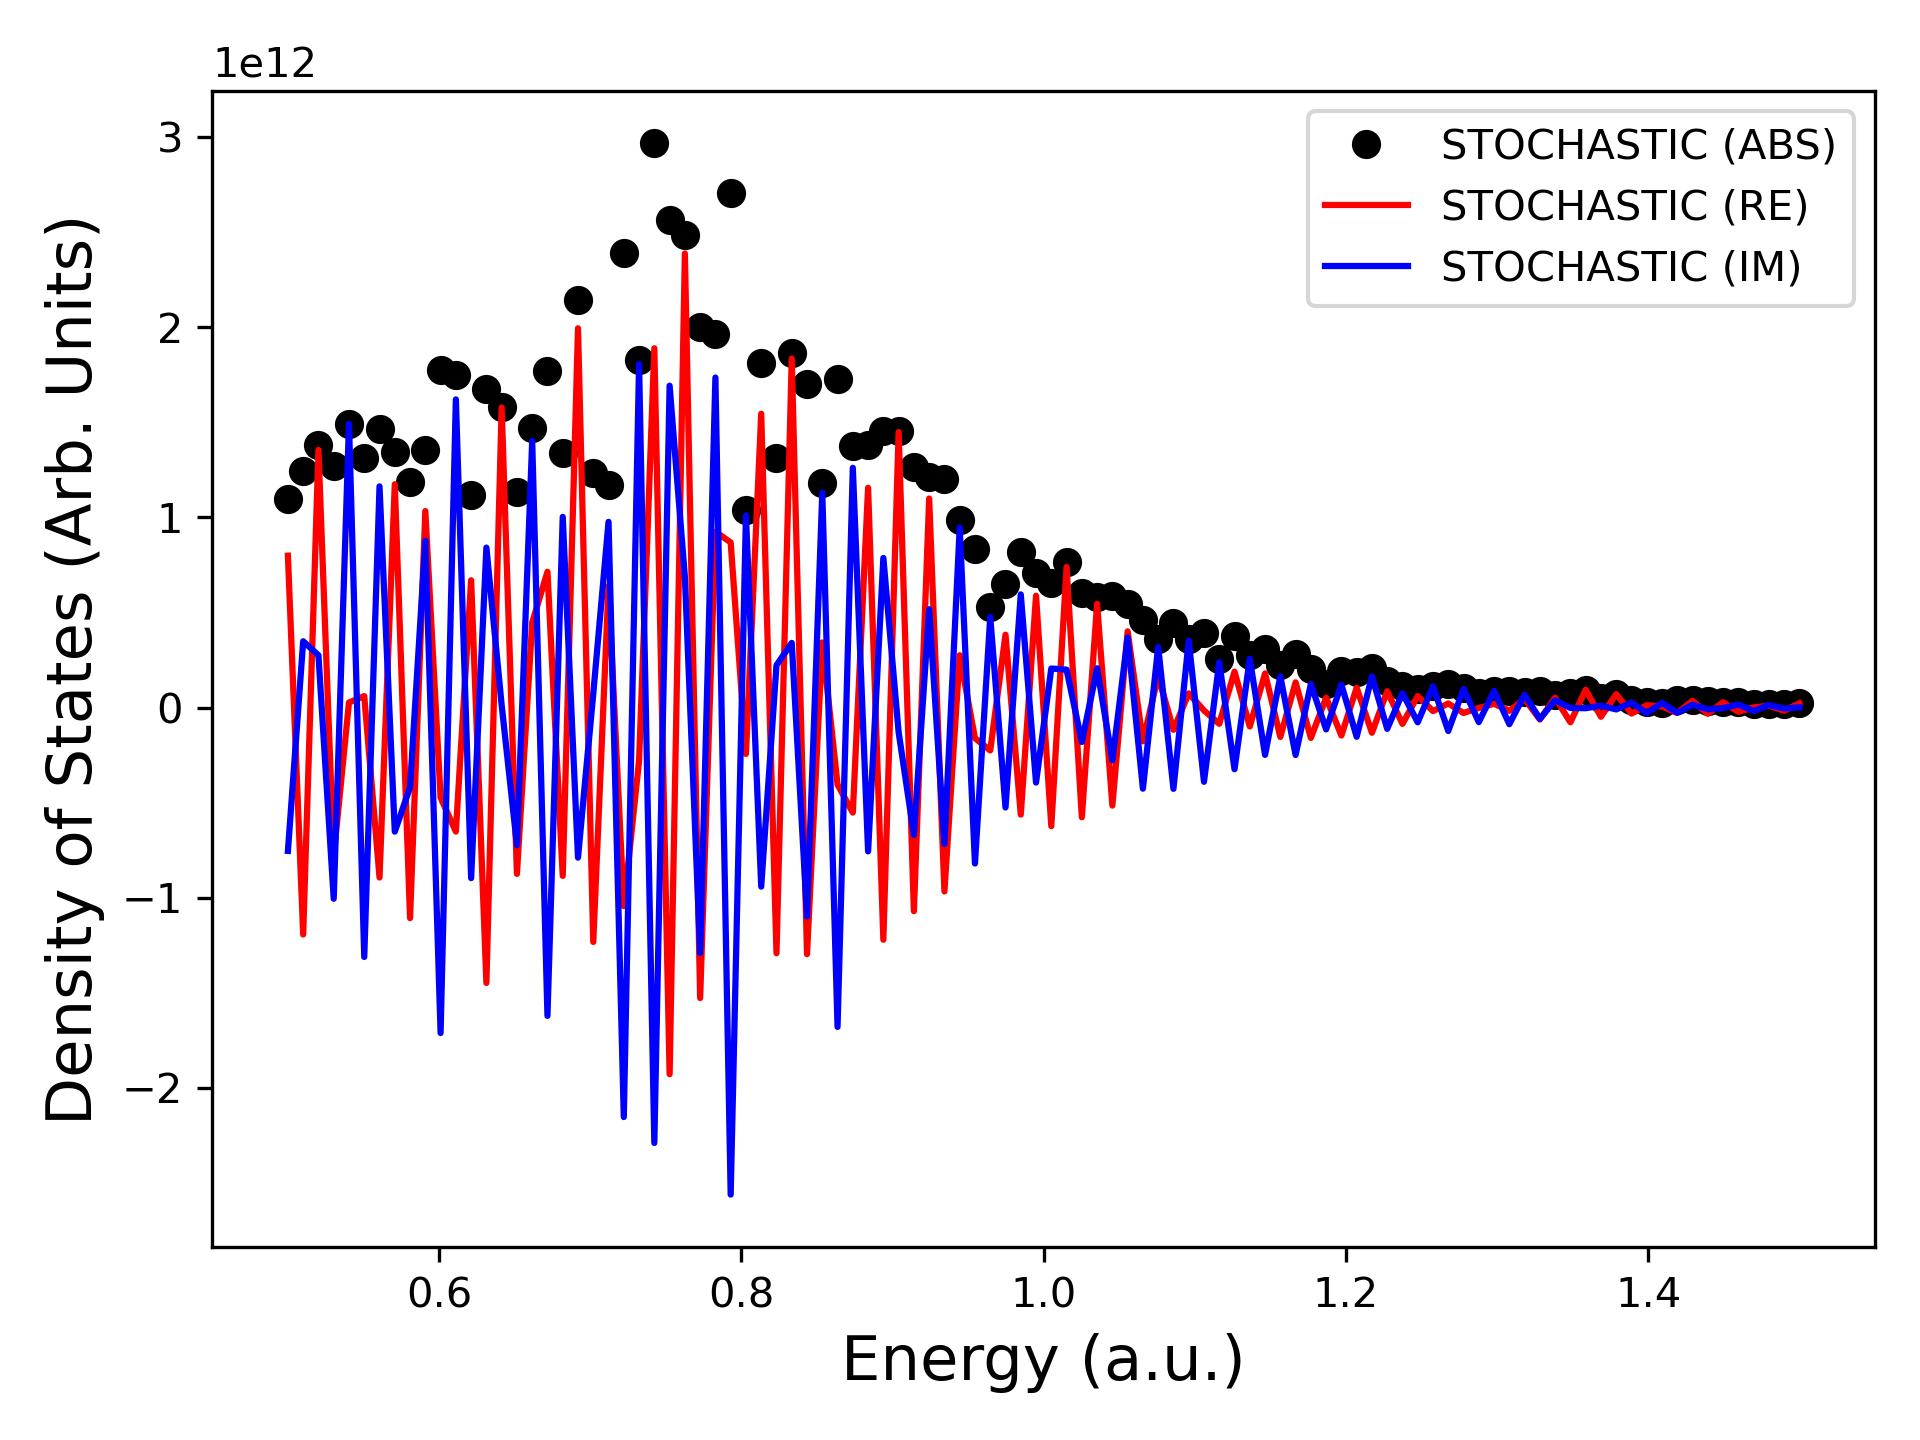 1e12
3
2
1
0
−1
−2
Density of States (Arb. Units)
STOCHASTIC (ABS)
STOCHASTIC (RE)
STOCHASTIC (IM)
0.6 0.8 1.0 1.2 1.4
Energy (a.u.)